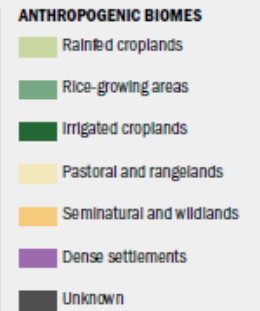 ANTHROPOGENIC BIOMES
Rainfed croplands
Rice-growing areas
Irrigated croplands
Pastoral and rangelands
Seminatural and wildlands
Dense settlements
Unknown